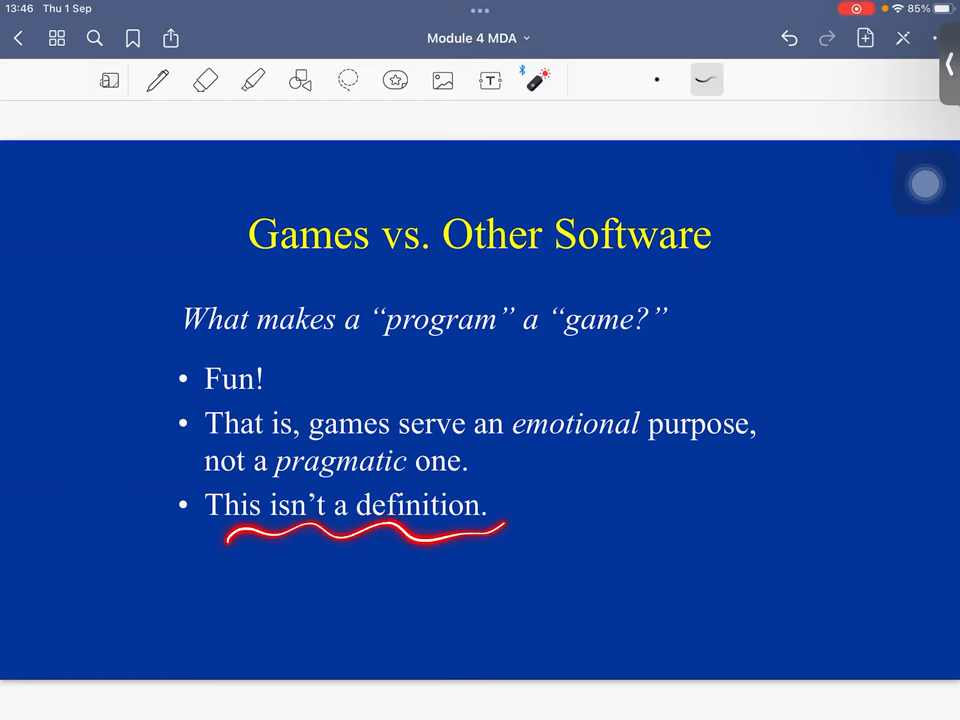 13:46 Thu 1 Sep
85%
Module 4 MDA
T
Games vs. Other Software
What makes a “program” a “game?”
• Fun!
• That is, games serve an emotional purpose,
not a pragmatic one.
• This isn’t a definition.